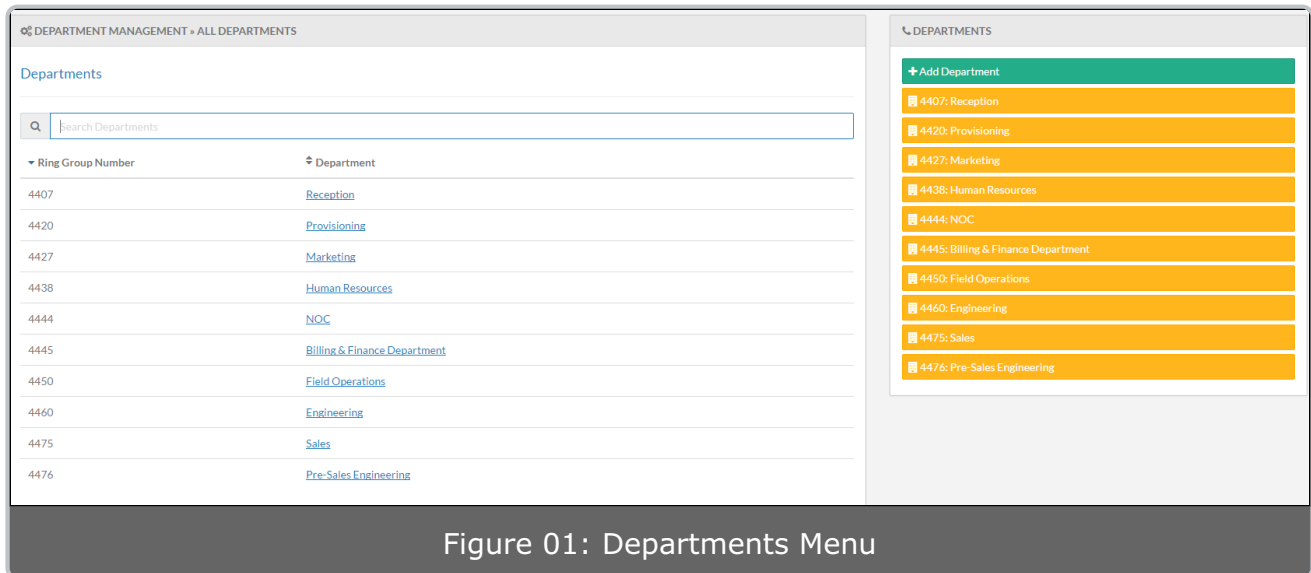 DEPARTMENT MANAGEMENT » ALL DEPARTMENTS
Departments
Search Departments
Ring Group Number Department
4407 Reception
4420 Provisioning
4427 Marketing
4438 Human Resources
4444 NOC
4445 Billing & Finance Department
4450 Field Operations
4460 Engineering
4475 Sales
4476 Pre-Sales Engineering
DEPARTMENTS
+Add Department
4407: Reception
4420: Provisioning
4427: Marketing
4438: Human Resources
4444: NOC
4445: Billing & Finance Department
4450: Field Operations
4460: Engineering
4475: Sales
4476: Pre-Sales Engineering
Figure 01: Departments Menu